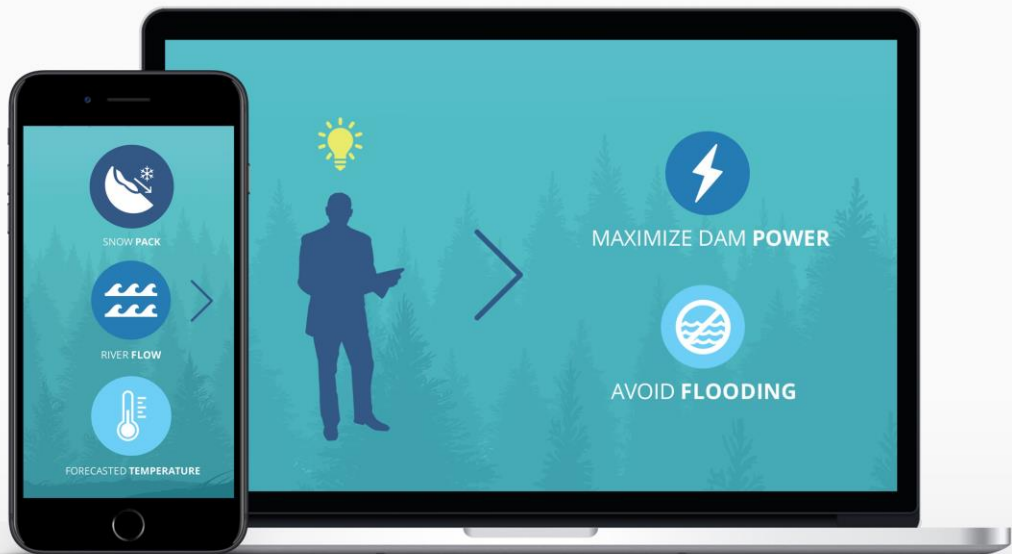 SNOW PACK
RIVER FLOW
FORECASTED TEMPERATURE
MAXIMIZE DAM POWER
AVOID FLOODING